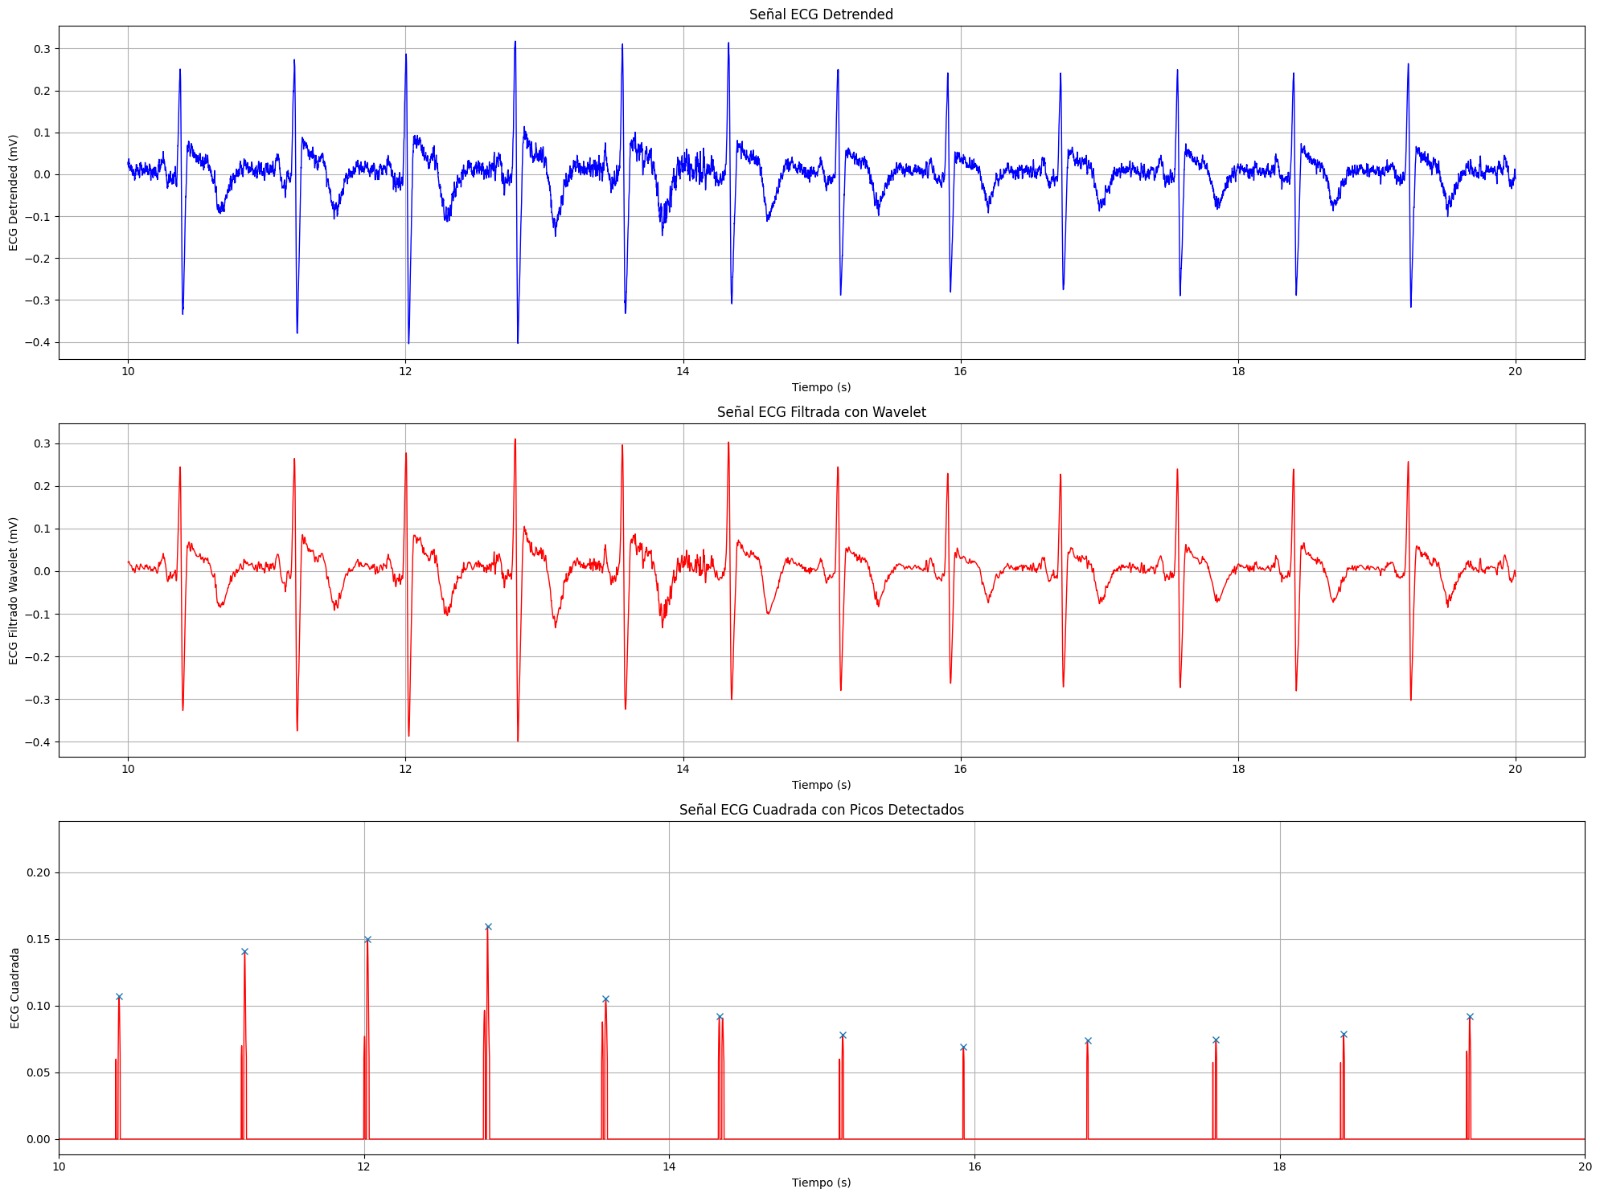 Señal ECG Detrended
ECG Detrended (mV)
0.3
0.2
0.1
0.0
−0.1
−0.2
−0.3
−0.4
10 12 14 16 18 20
Tiempo (s)
Señal ECG Filtrada con Wavelet
ECG Filtrado Wavelet (mV)
0.3
0.2
0.1
0.0
−0.1
−0.2
−0.3
−0.4
10 12 14 16 18 20
Tiempo (s)
Señal ECG Cuadrada con Picos Detectados
ECG Cuadrada
0.20
0.15
0.10
0.05
0.00
10 12 14 16 18 20
Tiempo (s)